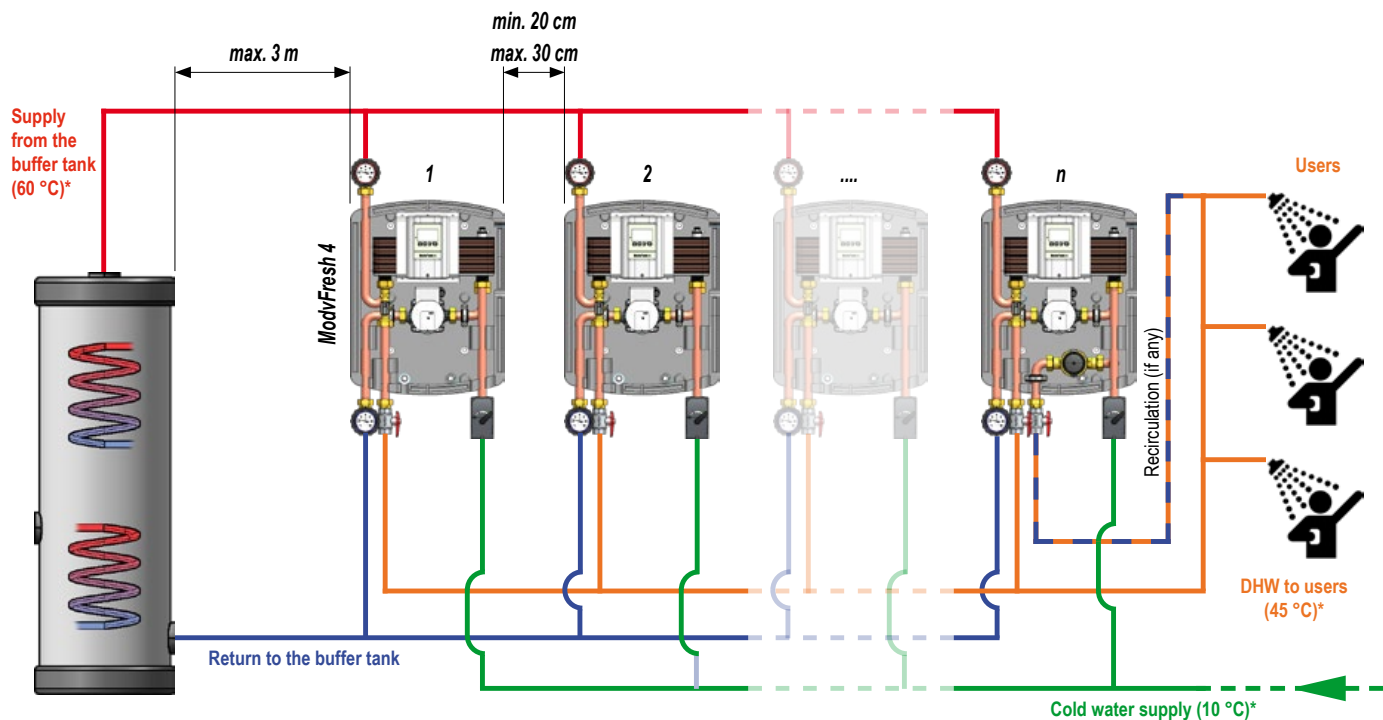 min. 20 cm
max. 3 m
max. 30 cm
Supply
from the
buffer tank
(60 °C)*
1
2
....
n
Users
ModvFresh 4
Recirculation (if any)
DHW to users
(45 °C)*
Return to the buffer tank
Cold water supply (10 °C)*